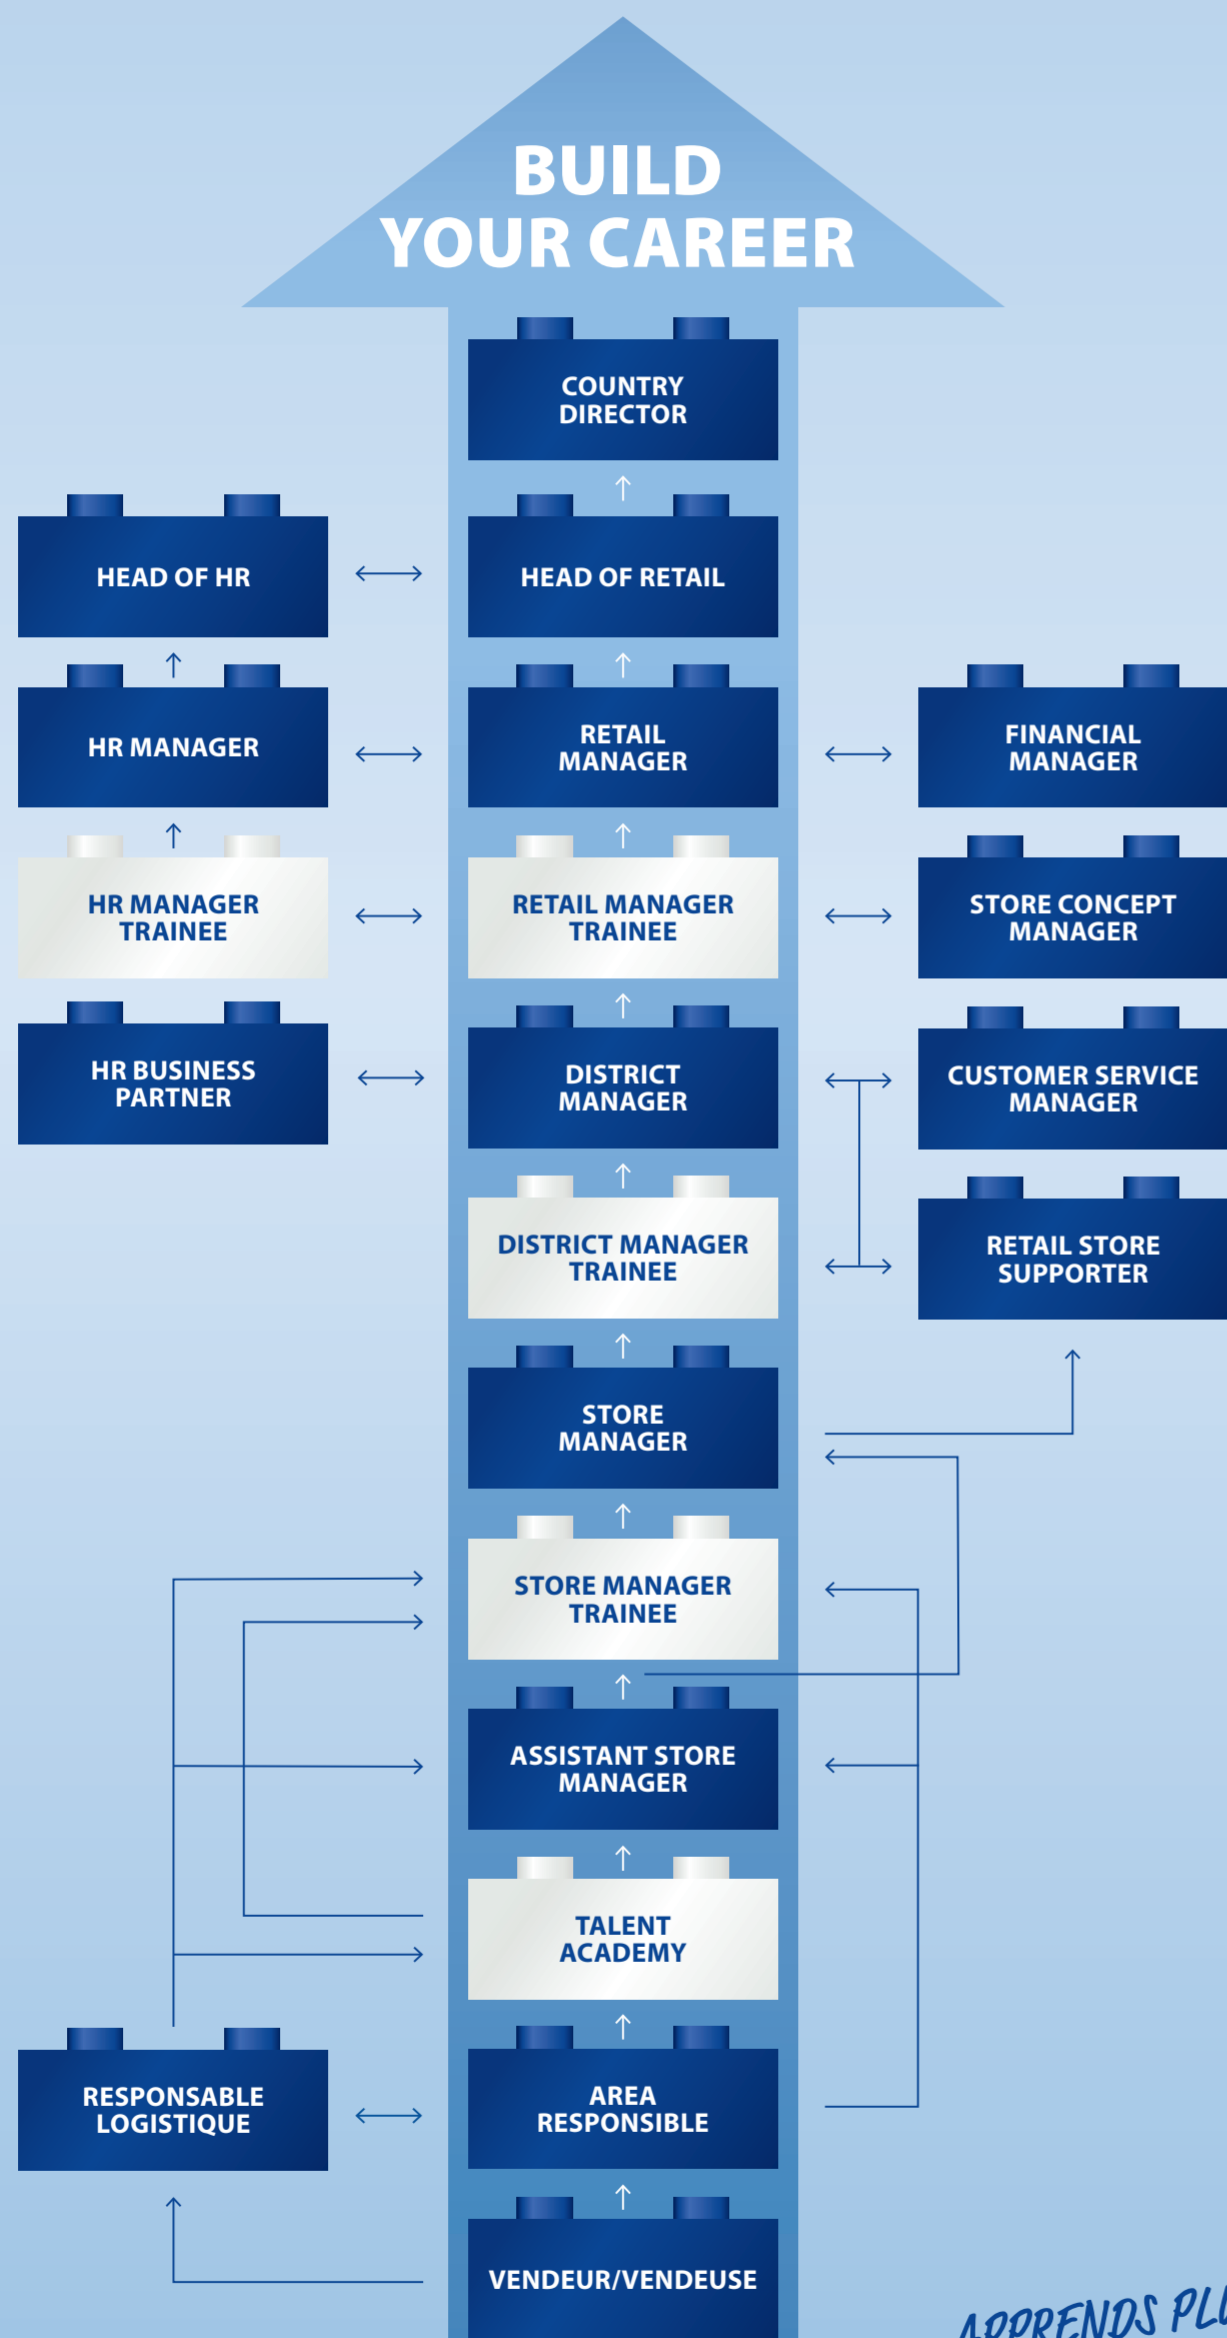 BUILD
YOUR CAREER
COUNTRY
DIRECTOR
HEAD OF HR
HEAD OF RETAIL
HR MANAGER
RETAIL
MANAGER
FINANCIAL
MANAGER
HR MANAGER
TRAINEE
RETAIL MANAGER
TRAINEE
STORE CONCEPT
MANAGER
HR BUSINESS
PARTNER
DISTRICT
MANAGER
CUSTOMER SERVICE
MANAGER
DISTRICT MANAGER
TRAINEE
RETAIL STORE
SUPPORTER
STORE
MANAGER
STORE MANAGER
TRAINEE
ASSISTANT STORE
MANAGER
TALENT
ACADEMY
RESPONSABLE
LOGISTIQUE
AREA
RESPONSIBLE
VENDEUR/VENDEUSE
APPRENDS